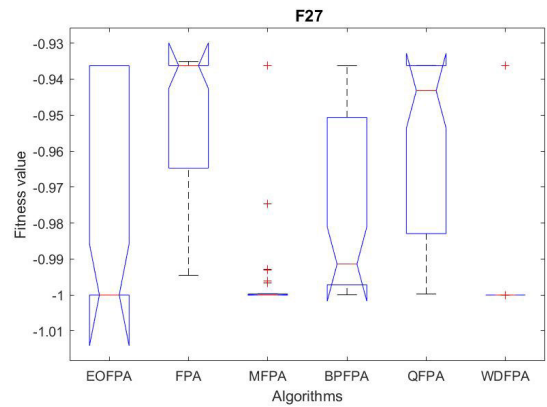 F27
Fitness value
-0.93
-0.94
-0.95
-0.96
-0.97
-0.98
-0.99
-1
-1.01
EOFPA FPA MFPA BPFPA QFPA WDFPA
Algorithms